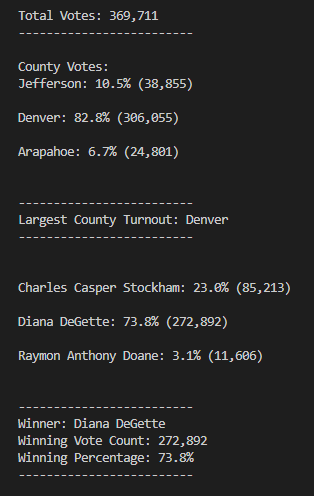 Total Votes: 369,711
-------------------------
County Votes:
Jefferson: 10.5% (38,855)
Denver: 82.8% (306,055)
Arapahoe: 6.7% (24,801)
-------------------------
Largest County Turnout: Denver
-------------------------
Charles Casper Stockham: 23.0% (85,213)
Diana DeGette: 73.8% (272,892)
Raymon Anthony Doane: 3.1% (11,606)
-------------------------
Winner: Diana DeGette
Winning Vote Count: 272,892
Winning Percentage: 73.8%
-------------------------